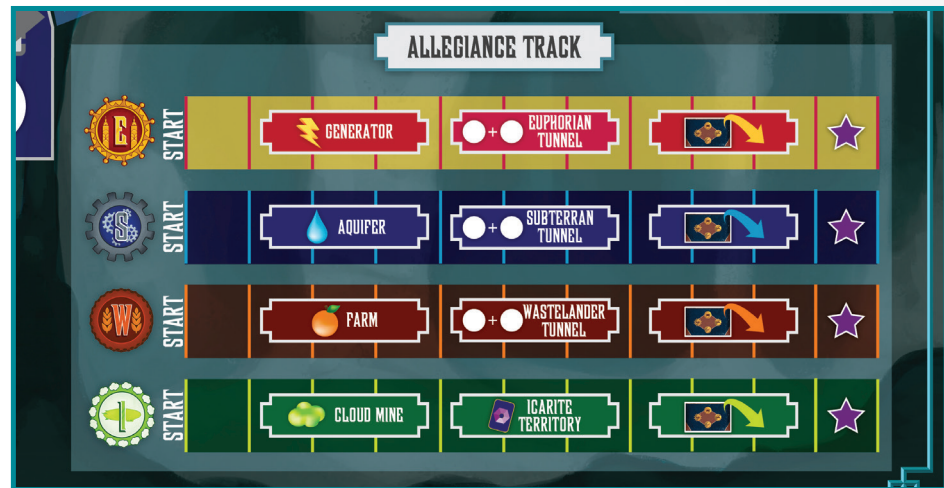 ALLEGIANCE TRACK
E
START
GENERATOR
+
EUPHORIAN
TUNNEL
S
START
AQUIFER
+
SUBTERRAN
TUNNEL
W
START
FARM
+
WASTELANDER
TUNNEL
I
START
CLOUD MINE
ICARITE
TERRITORY